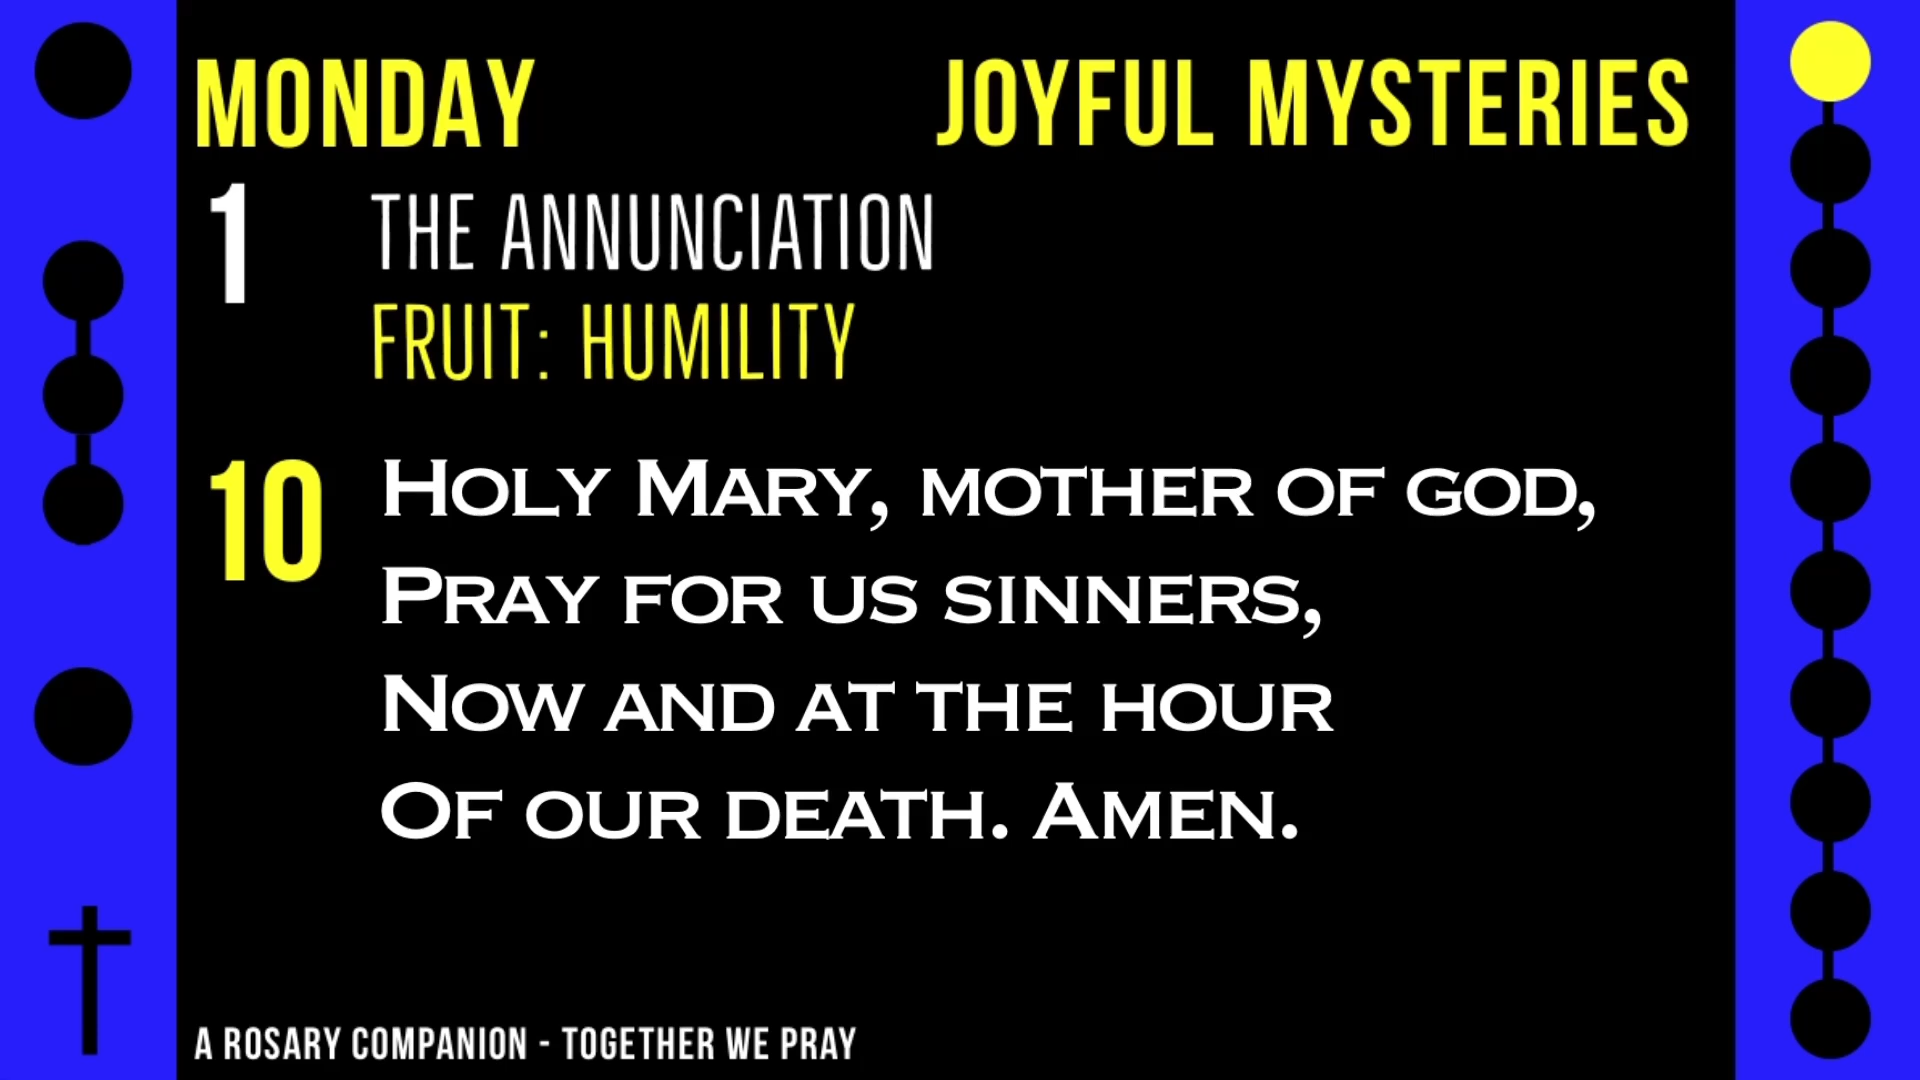 MONDAY
JOYFUL MYSTERIES
1
THE ANNUNCIATION
FRUIT: HUMILITY
10
HOLY MARY, MOTHER OF GOD,
PRAY FOR US SINNERS,
NOW AND AT THE HOUR
OF OUR DEATH. AMEN.
A ROSARY COMPANION - TOGETHER WE PRAY